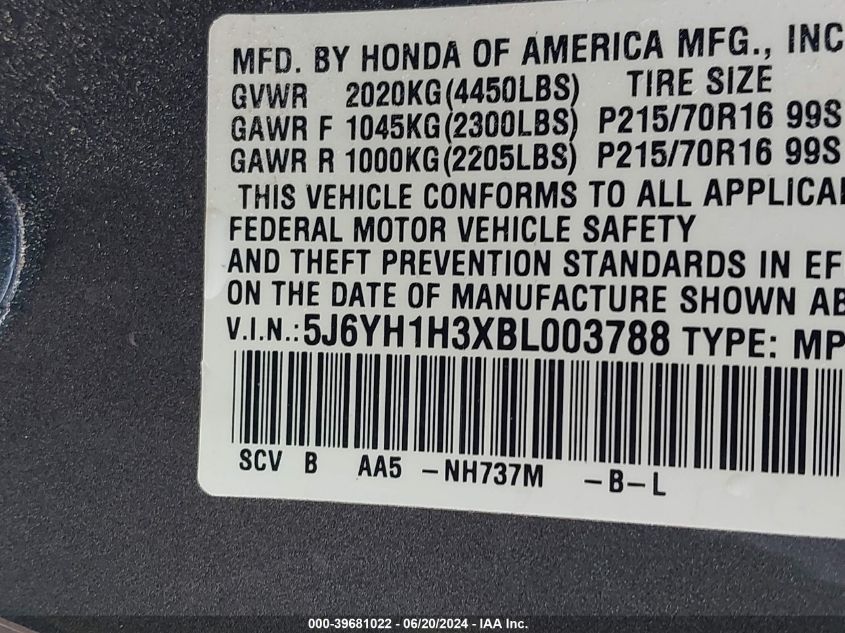 MFD. BY HONDA OF AMERICA MFG., INC
GVWR 2020KG(4450LBS) TIRE SIZE
GAWR F 1045KG(2300LBS) P215/70R16 99S
GAWR R 1000KG(2205LBS) P215/70R16 99S
THIS VEHICLE CONFORMS TO ALL APPLICA
FEDERAL MOTOR VEHICLE SAFETY
AND THEFT PREVENTION STANDARDS IN EF
ON THE DATE OF MANUFACTURE SHOWN AB
V.I.N.: 5J6YH1H3XBL003788 TYPE: MP
SCV B AA5 -NH737M -B-L
000-39681022 / 06/20/2024 - IAA Inc.